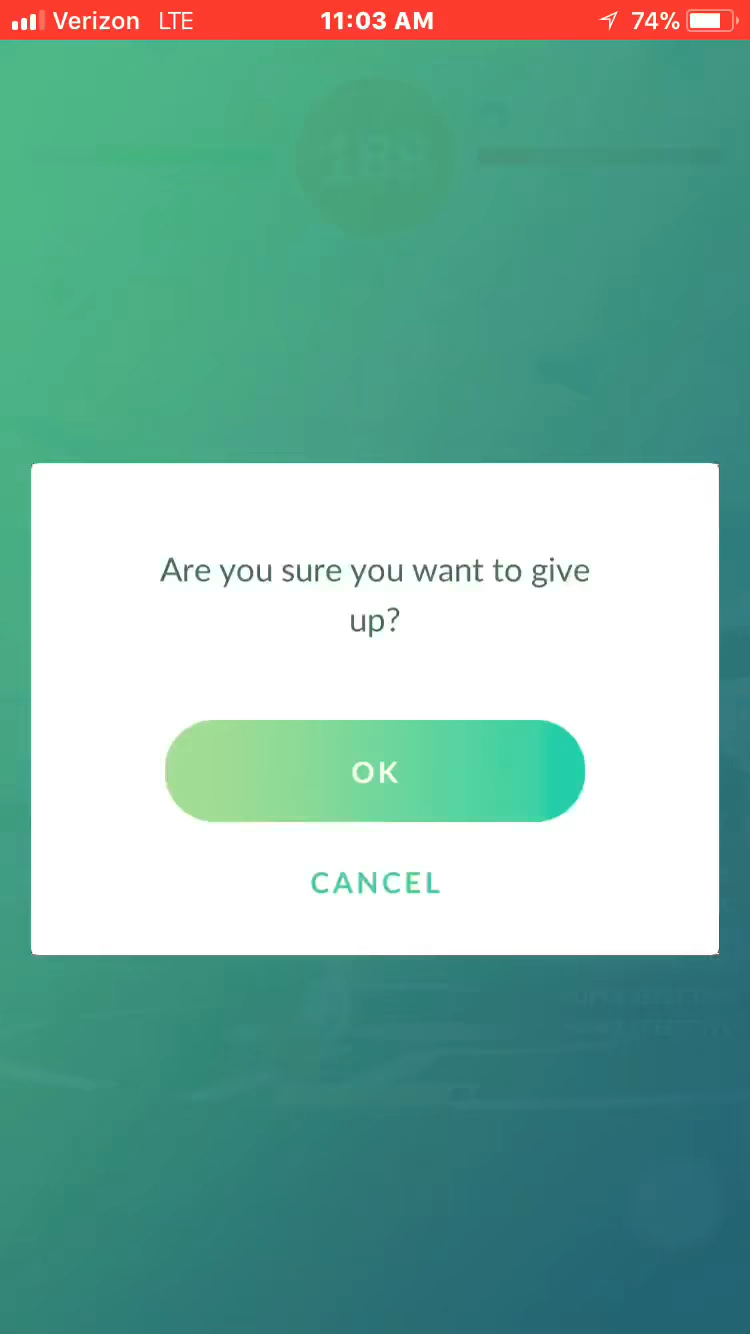 Verizon LTE 11:03 AM 74%
Are you sure you want to give
up?
OK
CANCEL